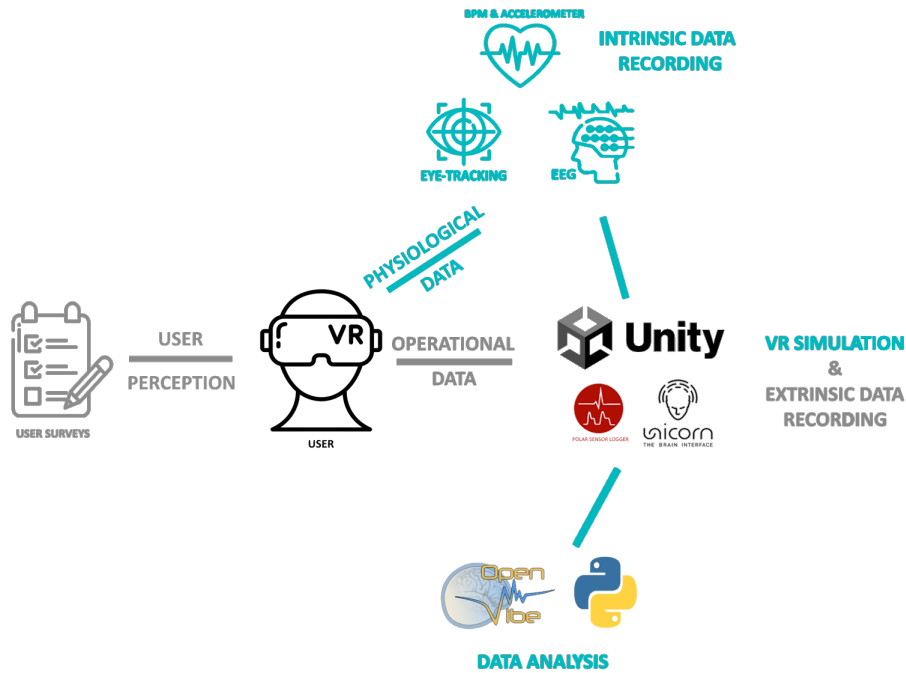 BPM & ACCELEROMETER
INTRINSIC DATA
RECORDING
EYE-TRACKING
EEG
PHYSIOLOGICAL
DATA
USER
PERCEPTION
VR
OPERATIONAL
DATA
Unity
VR SIMULATION
&
EXTRINSIC DATA
RECORDING
USER SURVEYS
USER
POLAR SENSOR LOGGER
unicorn
THE BRAIN INTERFACE
Open
Vibe
DATA ANALYSIS